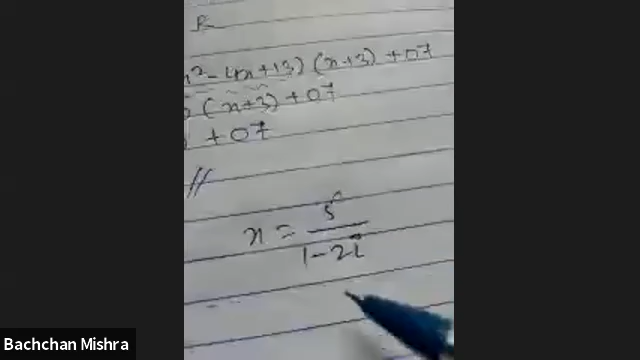 R
x² - 4x + 13) (x+3) + 07
(x+3) + 07
+ 07
//
x = 5 / 1-2i
Bachchan Mishra